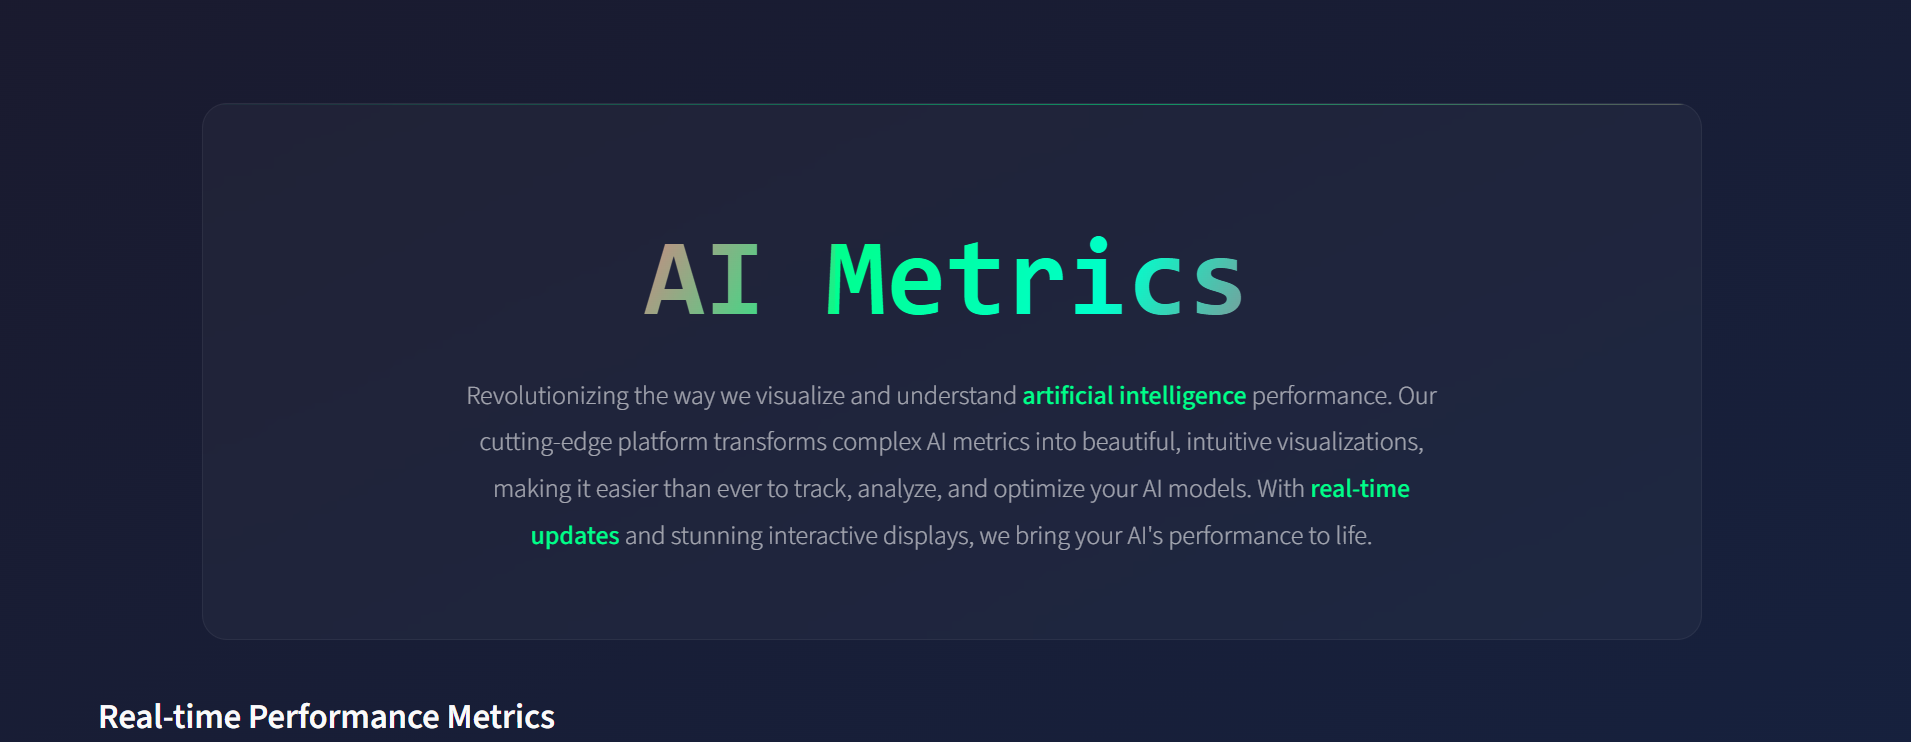 AI Metrics
Revolutionizing the way we visualize and understand artificial intelligence performance. Our
cutting-edge platform transforms complex AI metrics into beautiful, intuitive visualizations,
making it easier than ever to track, analyze, and optimize your AI models. With real-time
updates and stunning interactive displays, we bring your AI's performance to life.
Real-time Performance Metrics